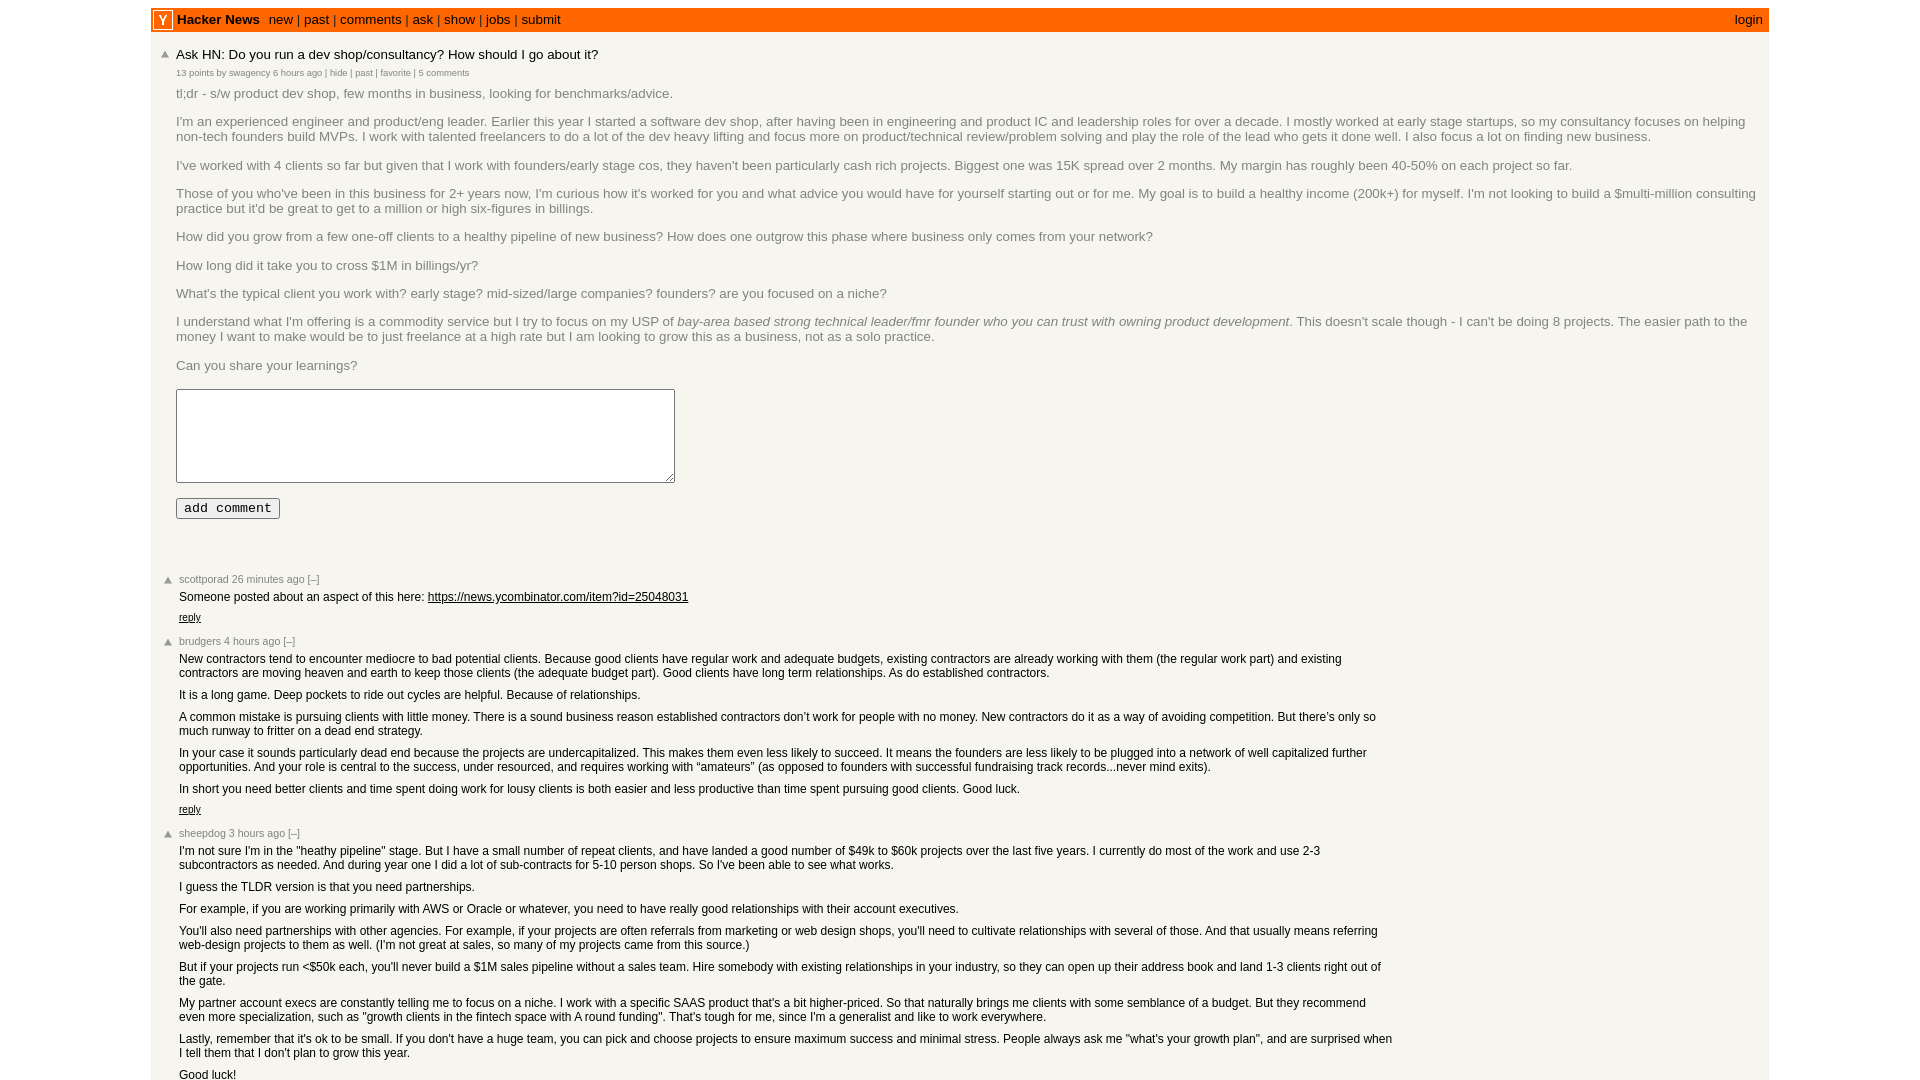 Y Hacker News new | past | comments | ask | show | jobs | submit login
Ask HN: Do you run a dev shop/consultancy? How should I go about it?
13 points by swagency 6 hours ago | hide | past | favorite | 5 comments
tl;dr - s/w product dev shop, few months in business, looking for benchmarks/advice.
I'm an experienced engineer and product/eng leader. Earlier this year I started a software dev shop, after having been in engineering and product IC and leadership roles for over a decade. I mostly worked at early stage startups, so my consultancy focuses on helping
non-tech founders build MVPs. I work with talented freelancers to do a lot of the dev heavy lifting and focus more on product/technical review/problem solving and play the role of the lead who gets it done well. I also focus a lot on finding new business.
I've worked with 4 clients so far but given that I work with founders/early stage cos, they haven't been particularly cash rich projects. Biggest one was 15K spread over 2 months. My margin has roughly been 40-50% on each project so far.
Those of you who've been in this business for 2+ years now, I'm curious how it's worked for you and what advice you would have for yourself starting out or for me. My goal is to build a healthy income (200k+) for myself. I'm not looking to build a $multi-million consulting
practice but it'd be great to get to a million or high six-figures in billings.
How did you grow from a few one-off clients to a healthy pipeline of new business? How does one outgrow this phase where business only comes from your network?
How long did it take you to cross $1M in billings/yr?
What's the typical client you work with? early stage? mid-sized/large companies? founders? are you focused on a niche?
I understand what I'm offering is a commodity service but I try to focus on my USP of bay-area based strong technical leader/fmr founder who you can trust with owning product development. This doesn't scale though - I can't be doing 8 projects. The easier path to the
money I want to make would be to just freelance at a high rate but I am looking to grow this as a business, not as a solo practice.
Can you share your learnings?
add comment
scottporad 26 minutes ago [–]
Someone posted about an aspect of this here: https://news.ycombinator.com/item?id=25048031
reply
brudgers 4 hours ago [–]
New contractors tend to encounter mediocre to bad potential clients. Because good clients have regular work and adequate budgets, existing contractors are already working with them (the regular work part) and existing
contractors are moving heaven and earth to keep those clients (the adequate budget part). Good clients have long term relationships. As do established contractors.
It is a long game. Deep pockets to ride out cycles are helpful. Because of relationships.
A common mistake is pursuing clients with little money. There is a sound business reason established contractors don’t work for people with no money. New contractors do it as a way of avoiding competition. But there’s only so
much runway to fritter on a dead end strategy.
In your case it sounds particularly dead end because the projects are undercapitalized. This makes them even less likely to succeed. It means the founders are less likely to be plugged into a network of well capitalized further
opportunities. And your role is central to the success, under resourced, and requires working with “amateurs” (as opposed to founders with successful fundraising track records...never mind exits).
In short you need better clients and time spent doing work for lousy clients is both easier and less productive than time spent pursuing good clients. Good luck.
reply
sheepdog 3 hours ago [–]
I'm not sure I'm in the "heathy pipeline" stage. But I have a small number of repeat clients, and have landed a good number of $49k to $60k projects over the last five years. I currently do most of the work and use 2-3
subcontractors as needed. And during year one I did a lot of sub-contracts for 5-10 person shops. So I've been able to see what works.
I guess the TLDR version is that you need partnerships.
For example, if you are working primarily with AWS or Oracle or whatever, you need to have really good relationships with their account executives.
You'll also need partnerships with other agencies. For example, if your projects are often referrals from marketing or web design shops, you'll need to cultivate relationships with several of those. And that usually means referring
web-design projects to them as well. (I'm not great at sales, so many of my projects came from this source.)
But if your projects run <$50k each, you'll never build a $1M sales pipeline without a sales team. Hire somebody with existing relationships in your industry, so they can open up their address book and land 1-3 clients right out of
the gate.
My partner account execs are constantly telling me to focus on a niche. I work with a specific SAAS product that's a bit higher-priced. So that naturally brings me clients with some semblance of a budget. But they recommend
even more specialization, such as "growth clients in the fintech space with A round funding". That's tough for me, since I'm a generalist and like to work everywhere.
Lastly, remember that it's ok to be small. If you don't have a huge team, you can pick and choose projects to ensure maximum success and minimal stress. People always ask me "what's your growth plan", and are surprised when
I tell them that I don't plan to grow this year.
Good luck!